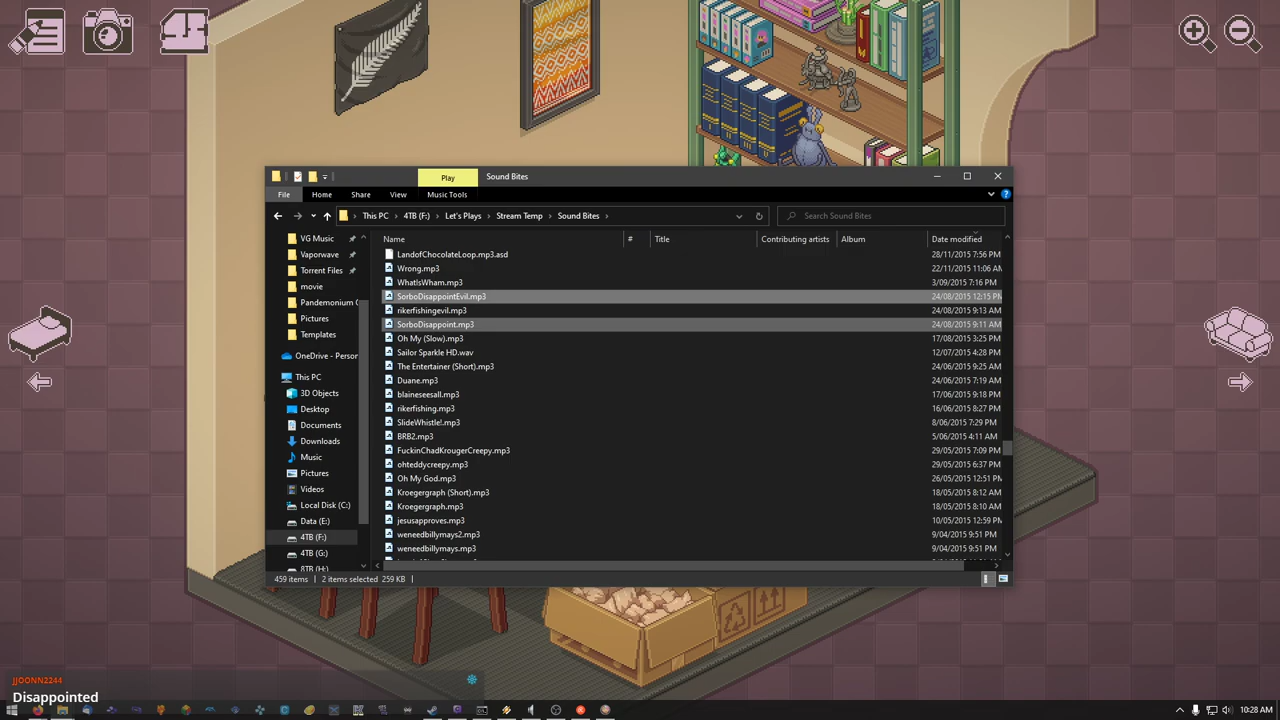 Play
Sound Bites
File
Home
Share
View
Music Tools
This PC
4TB (F:)
Let's Plays
Stream Temp
Sound Bites
Search Sound Bites
Name
#
Title
Contributing artists
Album
Date modified
VG Music
Vaporwave
Torrent Files
movie
Pandemonium
Pictures
Templates
OneDrive - Person
This PC
3D Objects
Desktop
Documents
Downloads
Music
Pictures
Videos
Local Disk (C:)
Data (E:)
4TB (F:)
4TB (G:)
8TB (H:)
LandofChocolateLoop.mp3.asd 28/11/2015 7:56 PM
Wrong.mp3 22/11/2015 11:06 AM
WhatIsWham.mp3 3/09/2015 7:16 PM
SorboDisappointEvil.mp3 24/08/2015 12:15 PM
rikerfishingevil.mp3 24/08/2015 9:13 AM
SorboDisappoint.mp3 24/08/2015 9:11 AM
Oh My (Slow).mp3 17/08/2015 3:25 PM
Sailor Sparkle HD.wav 12/07/2015 4:28 PM
The Entertainer (Short).mp3 24/06/2015 9:25 AM
Duane.mp3 24/06/2015 7:19 AM
blaineseesall.mp3 17/06/2015 9:18 PM
rikerfishing.mp3 16/06/2015 8:27 PM
SlideWhistle!.mp3 8/06/2015 7:29 PM
BRB2.mp3 5/06/2015 4:11 AM
FuckinChadKrougerCreepy.mp3 29/05/2015 7:09 PM
ohteddycreepy.mp3 29/05/2015 6:37 PM
Oh My God.mp3 26/05/2015 12:51 PM
Kroegergraph (Short).mp3 18/05/2015 8:12 AM
Kroegergraph.mp3 18/05/2015 8:10 AM
jesusapproves.mp3 10/05/2015 12:59 PM
weneedbillymays2.mp3 9/04/2015 9:51 PM
weneedbillymays.mp3 9/04/2015 9:51 PM
459 items
2 items selected 259 KB
JJOONN2244
Disappointed
10:28 AM